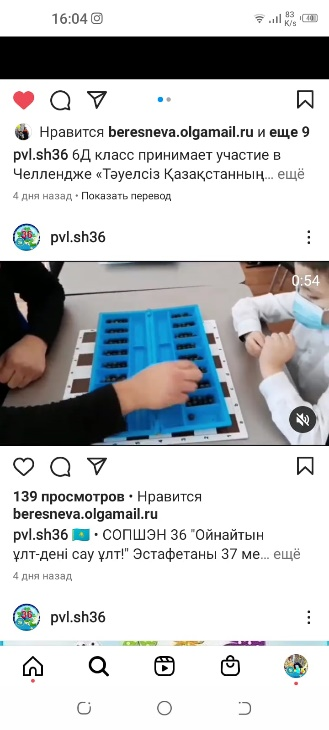 16:04
83
K/s
40
Нравится beresneva.olgamail.ru и еще 9
pvl.sh36 6Д класс принимает участие в
Челлендже «Тәуелсіз Қазақстанның... ещё
4 дня назад • Показать перевод
pvl.sh36
0:54
139 просмотров • Нравится
beresneva.olgamail.ru
pvl.sh36 🇰🇿 • СОПШЭН 36 "Ойнайтын
ұлт-дені сау ұлт!" Эстафетаны 37 ме... ещё
4 дня назад
pvl.sh36